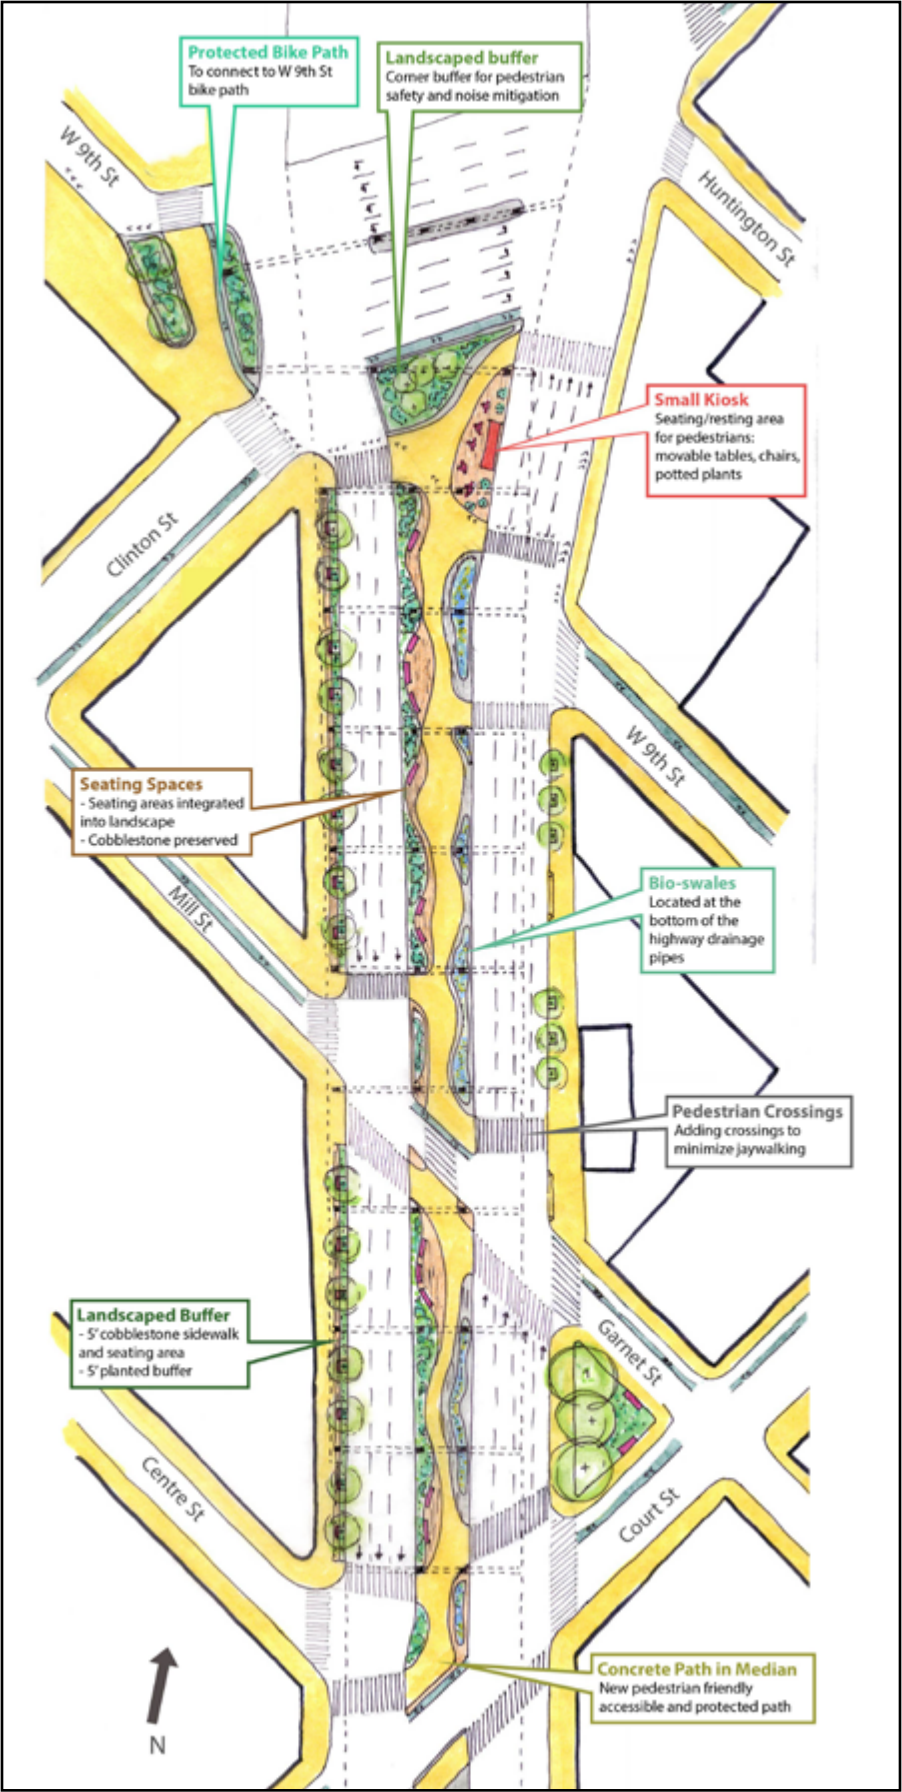 Protected Bike Path
To connect to W 9th St
bike path
Landscaped buffer
Corner buffer for pedestrian
safety and noise mitigation
W 9th St
Huntington St
Small Kiosk
Seating/resting area
for pedestrians:
movable tables, chairs,
potted plants
Clinton St
W 9th St
Seating Spaces
- Seating areas integrated
into landscape
- Cobblestone preserved
Mill St
Bio-swales
Located at the
bottom of the
highway drainage
pipes
Pedestrian Crossings
Adding crossings to
minimize jaywalking
Landscaped Buffer
- 5' cobblestone sidewalk
and seating area
- 5' planted buffer
Garnet St
Centre St
Court St
Concrete Path in Median
New pedestrian friendly
accessible and protected path
N